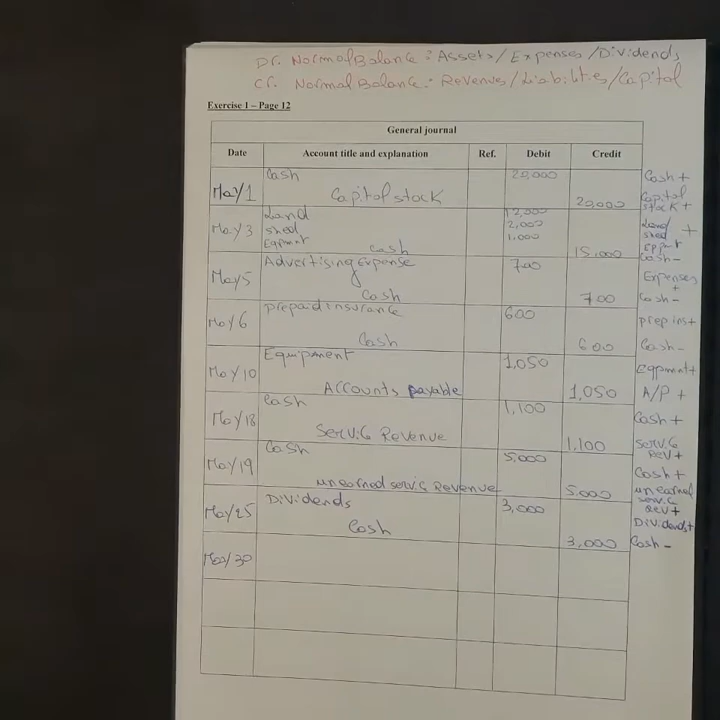 Dr. Normal Balance: Assets / Expenses / Dividends
Cr. Normal Balance: Revenues / Liabilities / Capital
Exercise 1 – Page 12
General journal
Date Account title and explanation Ref. Debit Credit
Cash 20,000 Cash +
May 1 Capital stock 20,000 Capital stock +
Land 12,000 Land
May 3 shed 2,000 shed +
Eqpment 1,000 Eppmt
Cash 15,000 Cash -
Advertising Expense 700 Expenses +
May 5 Cash 700 Cash -
prepaid insurance 600 prep ins +
May 6 Cash 600 Cash -
Equipment 1,050 Eqpment +
May 10 Accounts payable 1,050 A/P +
Cash 1,100 Cash +
May 18 Servic Revenue 1,100 servic Rev +
Cash 5,000 Cash +
May 19 unearned servic Revenue 5,000 unearned servic Rev +
Dividends 3,000 Dividends +
May 25 Cash 3,000 Cash -
May 30